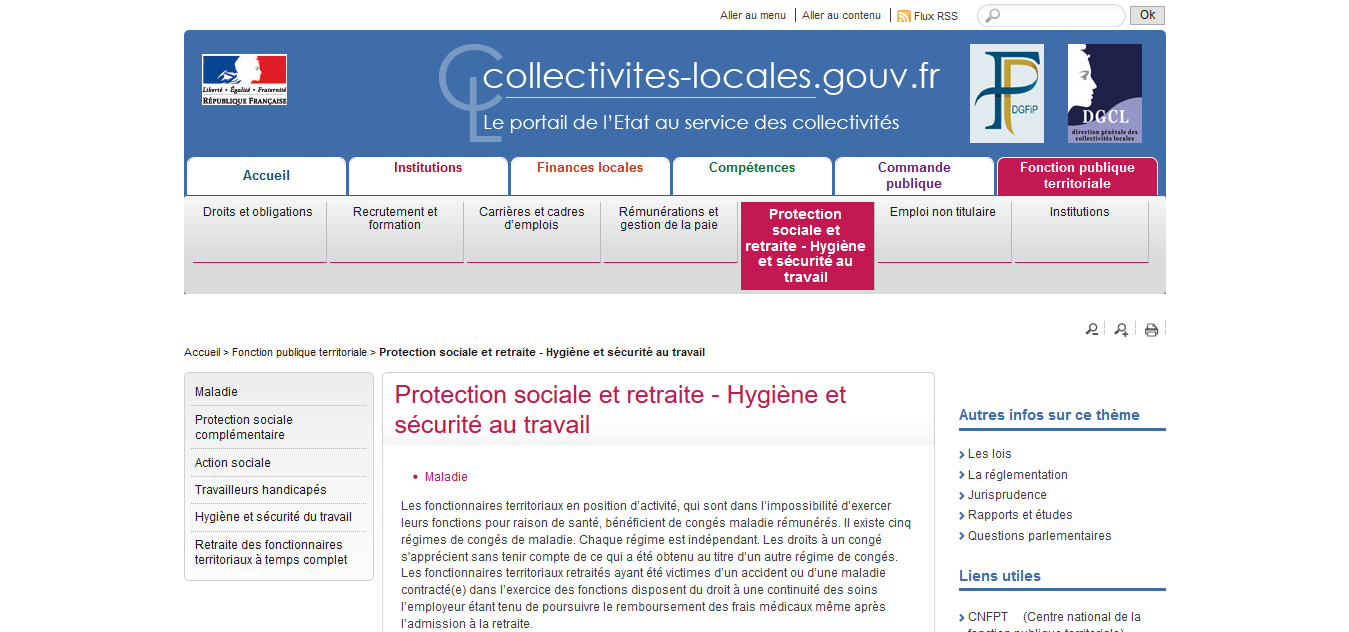 Aller au menu
Aller au contenu
Flux RSS
Ok
Liberté • Égalité • Fraternité
RÉPUBLIQUE FRANÇAISE
collectivites-locales.gouv.fr
Le portail de l'Etat au service des collectivités
DGFiP
DGCL
direction générale des
collectivités locales
Accueil
Institutions
Finances locales
Compétences
Commande
publique
Fonction publique
territoriale
Droits et obligations
Recrutement et
formation
Carrières et cadres
d'emplois
Rémunérations et
gestion de la paie
Protection
sociale et
retraite - Hygiène
et sécurité au
travail
Emploi non titulaire
Institutions
Accueil > Fonction publique territoriale > Protection sociale et retraite - Hygiène et sécurité au travail
Maladie
Protection sociale
complémentaire
Action sociale
Travailleurs handicapés
Hygiène et sécurité du travail
Retraite des fonctionnaires
territoriaux à temps complet
Protection sociale et retraite - Hygiène et
sécurité au travail
• Maladie
Les fonctionnaires territoriaux en position d'activité, qui sont dans l'impossibilité d'exercer
leurs fonctions pour raison de santé, bénéficient de congés maladie rémunérés. Il existe cinq
régimes de congés de maladie. Chaque régime est indépendant. Les droits à un congé
s'apprécient sans tenir compte de ce qui a été obtenu au titre d'un autre régime de congés.
Les fonctionnaires territoriaux retraités ayant été victimes d'un accident ou d'une maladie
contracté(e) dans l'exercice des fonctions disposent du droit à une continuité des soins
l'employeur étant tenu de poursuivre le remboursement des frais médicaux même après
l'admission à la retraite.
Autres infos sur ce thème
Les lois
La réglementation
Jurisprudence
Rapports et études
Questions parlementaires
Liens utiles
CNFPT (Centre national de la
fonction publique territoriale)